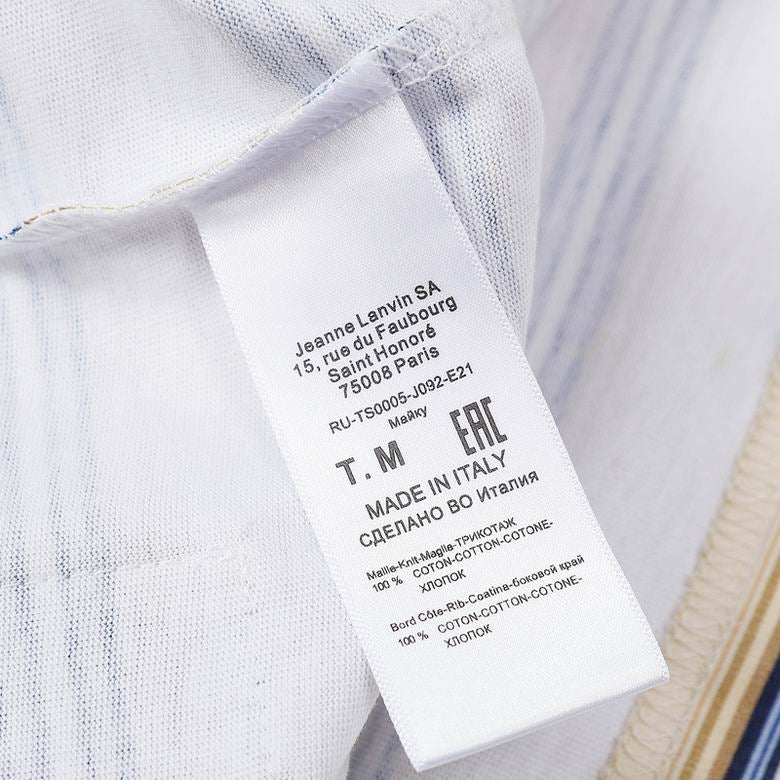 Jeanne Lanvin SA
15, rue du Faubourg
Saint Honoré
75008 Paris
RU-TS0005-J092-E21
Майку
T.M EAC
MADE IN ITALY
СДЕЛАНО ВО Италия
Maille-Knit-Maglia-ТРИКОТАЖ
100 % COTON-COTTON-COTONE-
ХЛОПОК
Bord Côte-Rib-Coatina-боковой край
100 % COTON-COTTON-COTONE-
ХЛОПОК